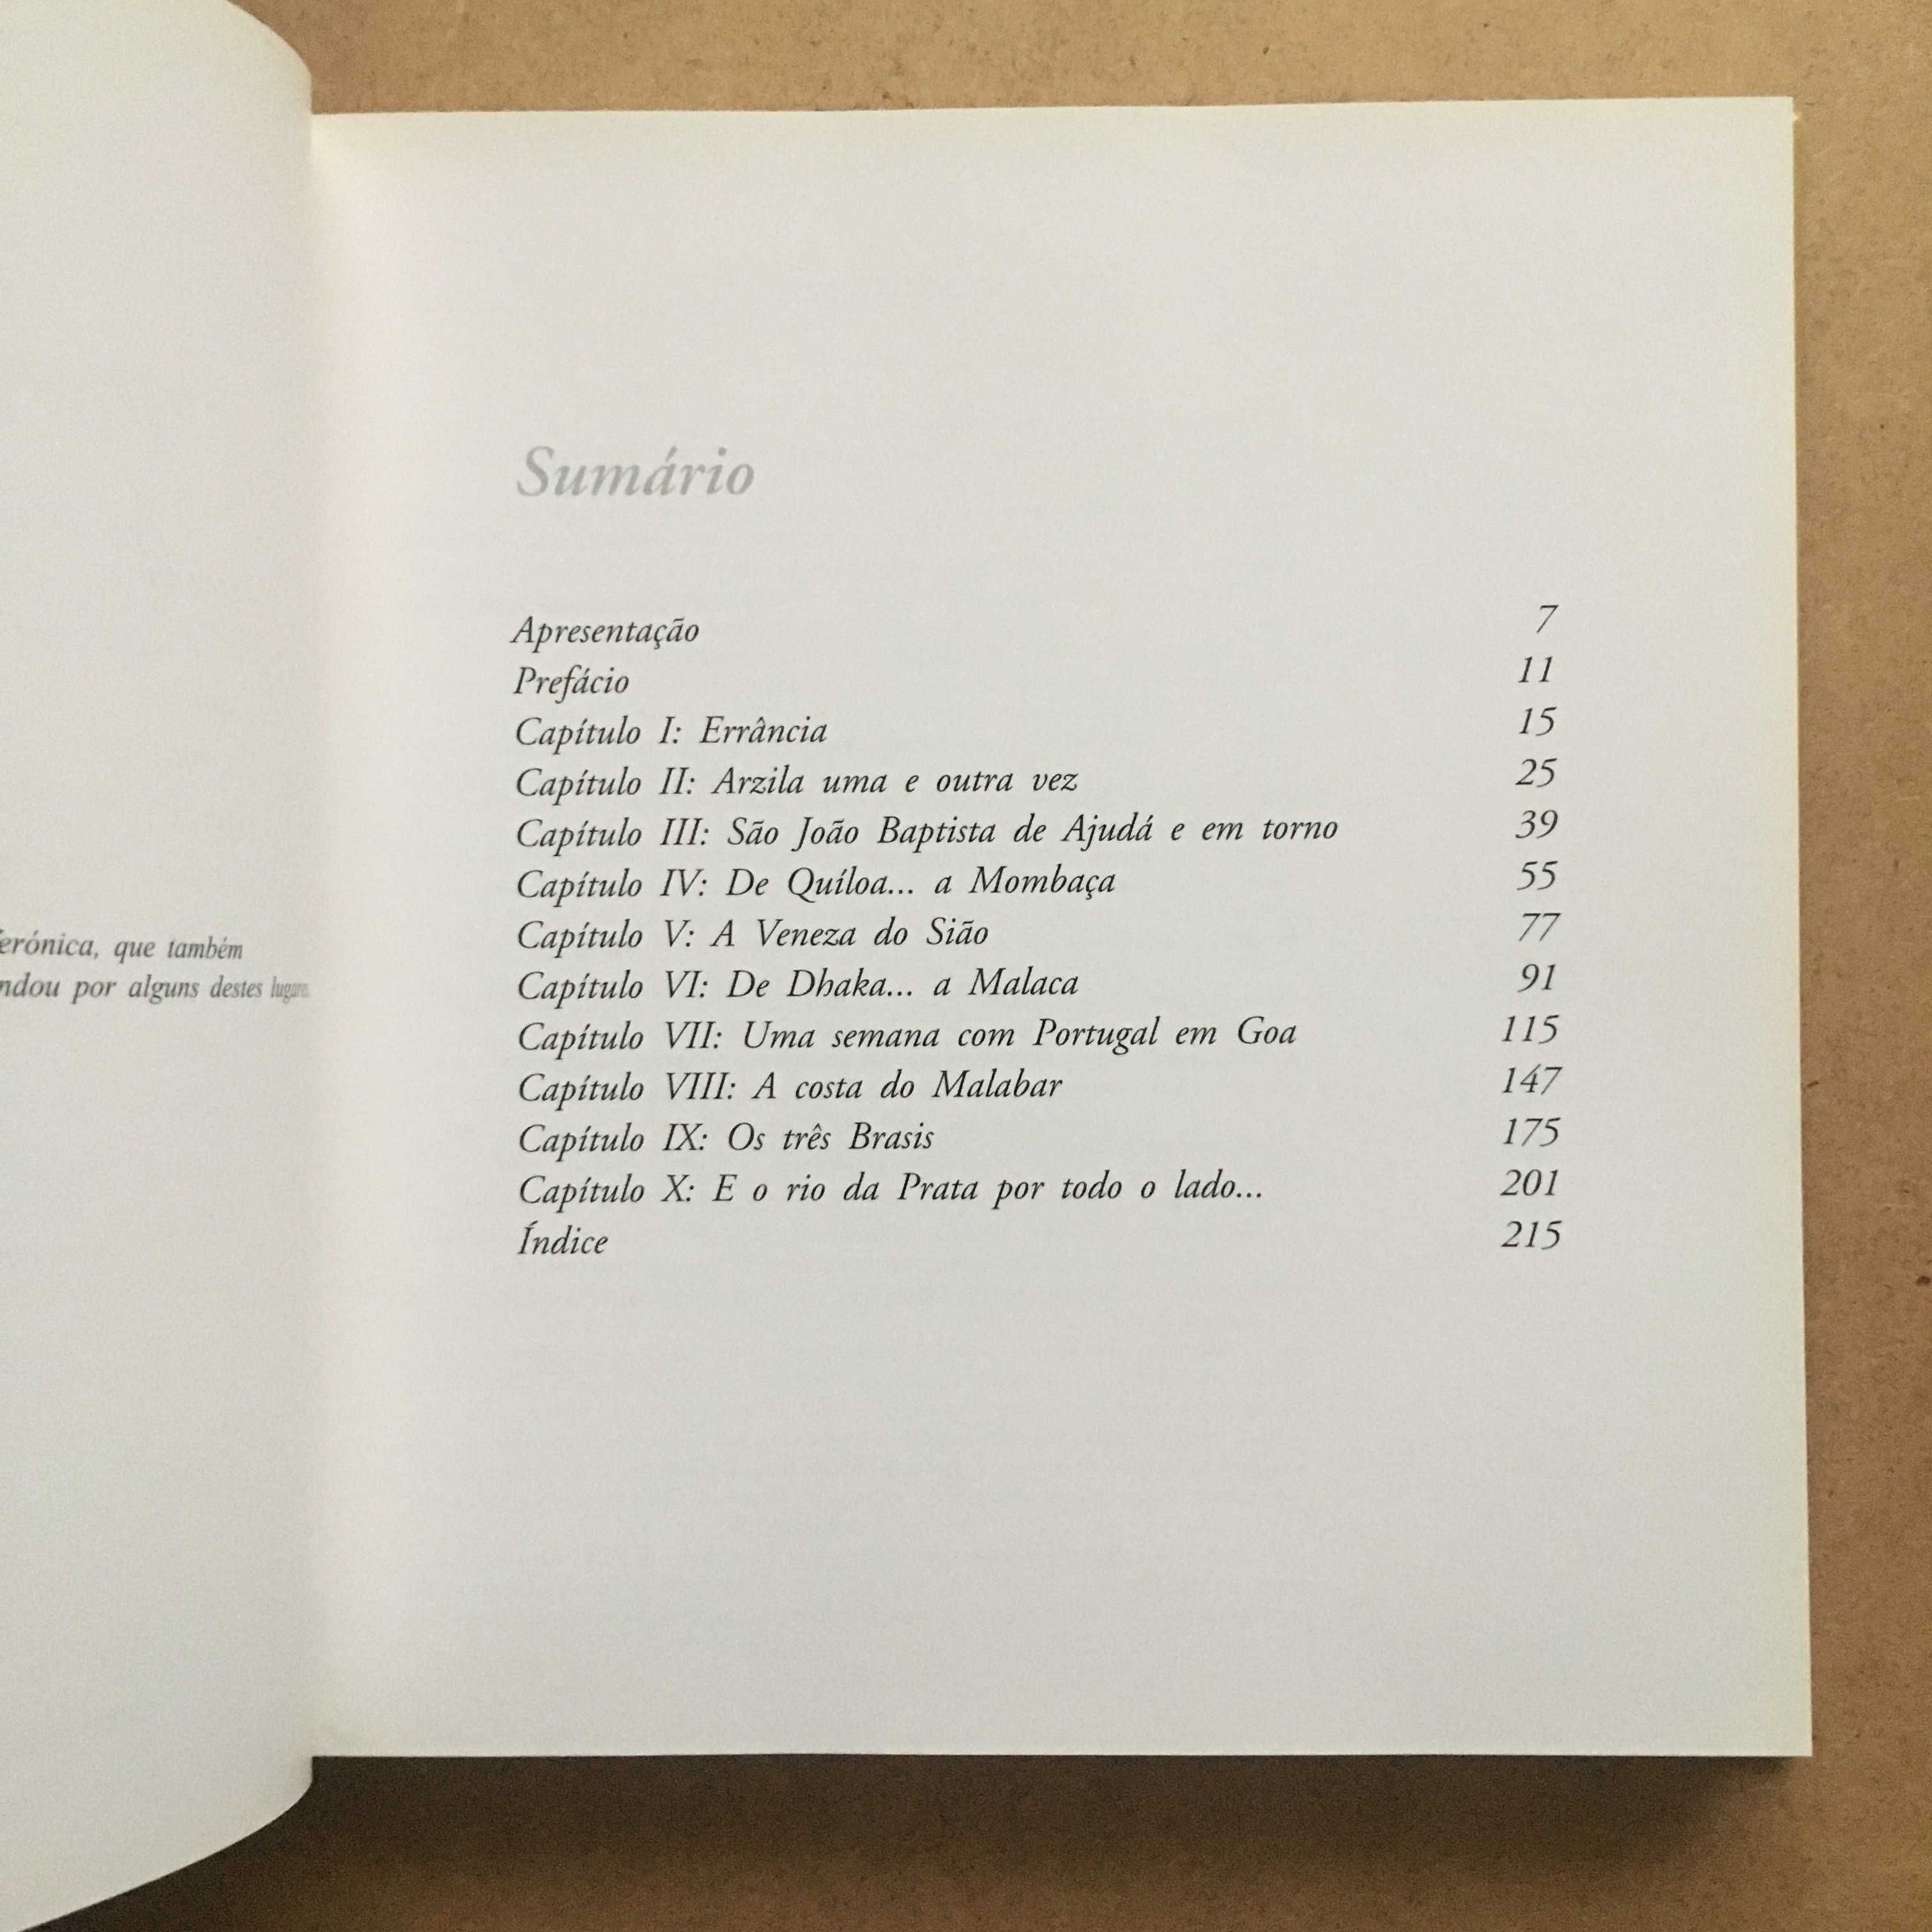 que também
por alguns destes
Sumário
Apresentação 7
Prefácio 11
Capítulo I: Errância 15
Capítulo II: Arzila uma e outra vez 25
Capítulo III: São João Baptista de Ajudá e em torno 39
Capítulo IV: De Quíloa... a Mombaça 55
Capítulo V: A Veneza do Sião 77
Capítulo VI: De Dhaka... a Malaca 91
Capítulo VII: Uma semana com Portugal em Goa 115
Capítulo VIII: A costa do Malabar 147
Capítulo IX: Os três Brasis 175
Capítulo X: E o rio da Prata por todo o lado... 201
Índice 215